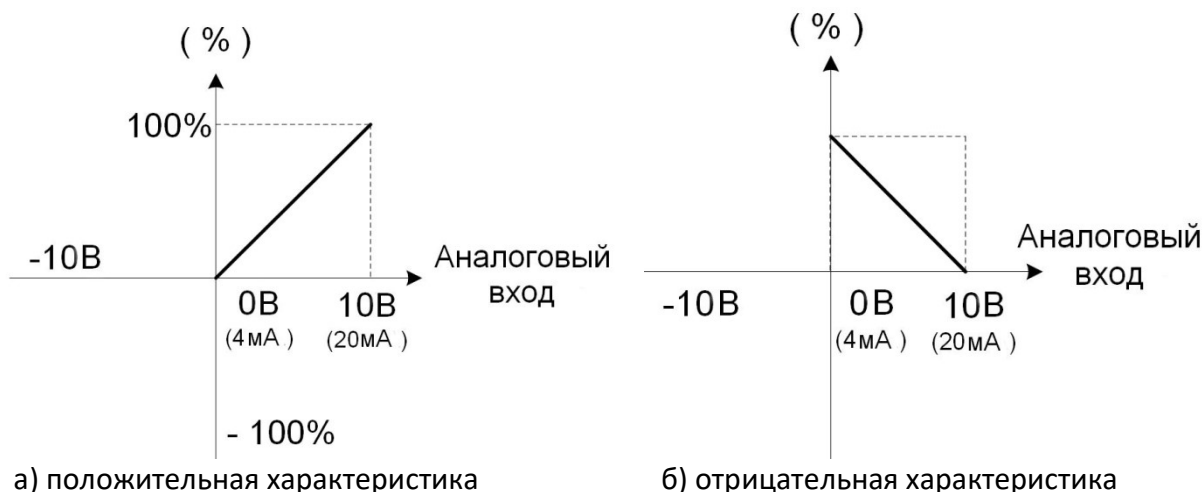 ( % )
100%
-10В
Аналоговый
вход
0В
10В
(4мА )
(20мА )
- 100%
а) положительная характеристика
( % )
Аналоговый
вход
-10В
0В
10В
(4мА )
(20мА )
б) отрицательная характеристика